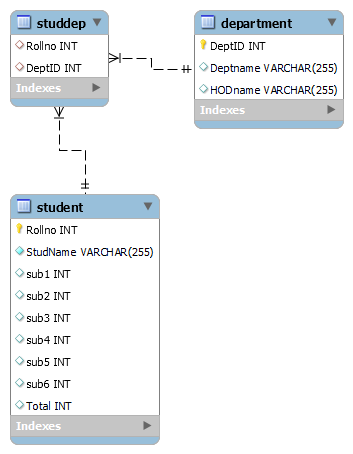 studdep
Rollno INT
DeptID INT
Indexes
department
DeptID INT
Deptname VARCHAR(255)
HODname VARCHAR(255)
Indexes
student
Rollno INT
StudName VARCHAR(255)
sub1 INT
sub2 INT
sub3 INT
sub4 INT
sub5 INT
sub6 INT
Total INT
Indexes